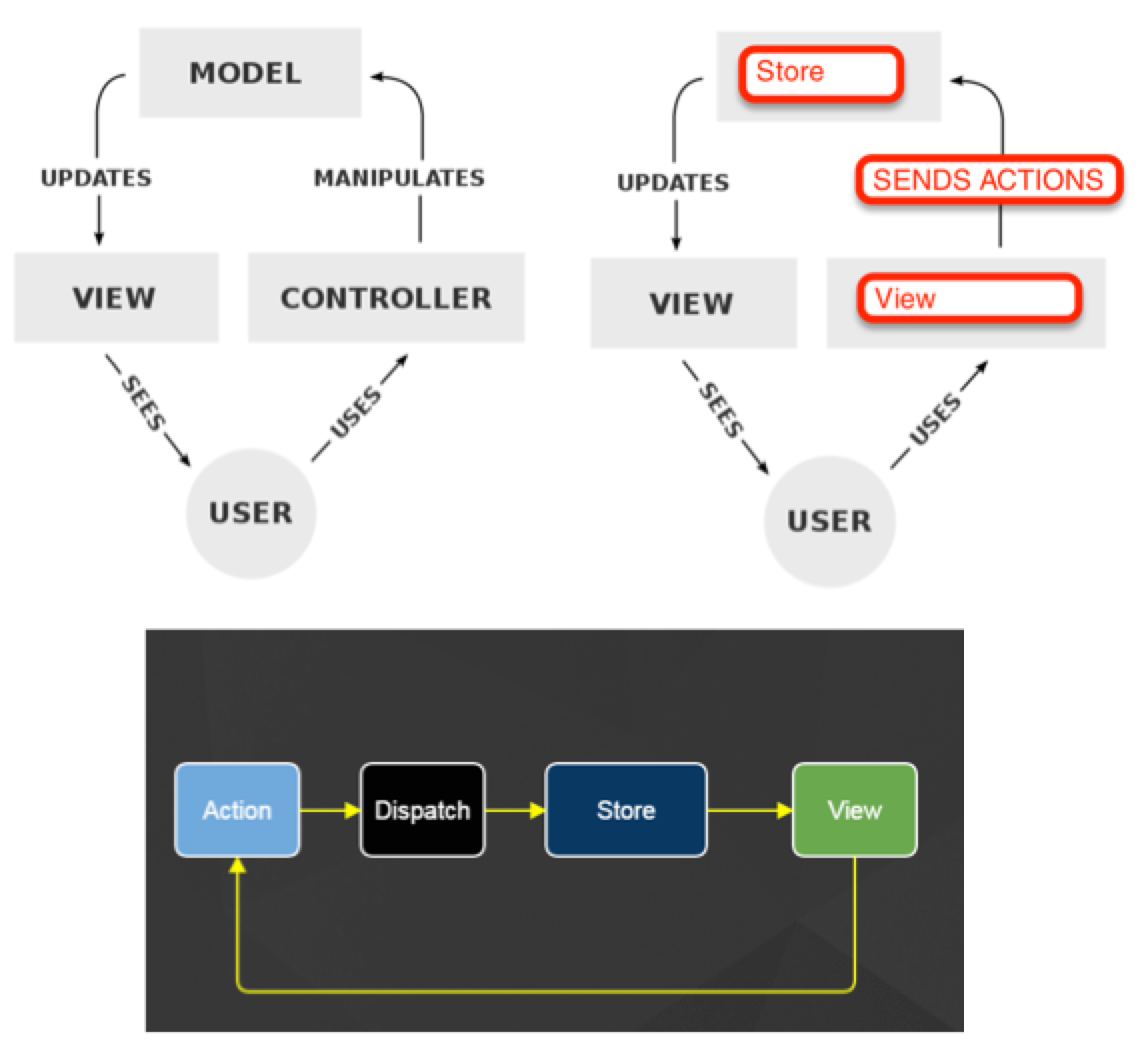 MODEL
UPDATES
MANIPULATES
VIEW
CONTROLLER
SEES
USES
USER
Store
UPDATES
SENDS ACTIONS
VIEW
View
SEES
USES
USER
Action
Dispatch
Store
View